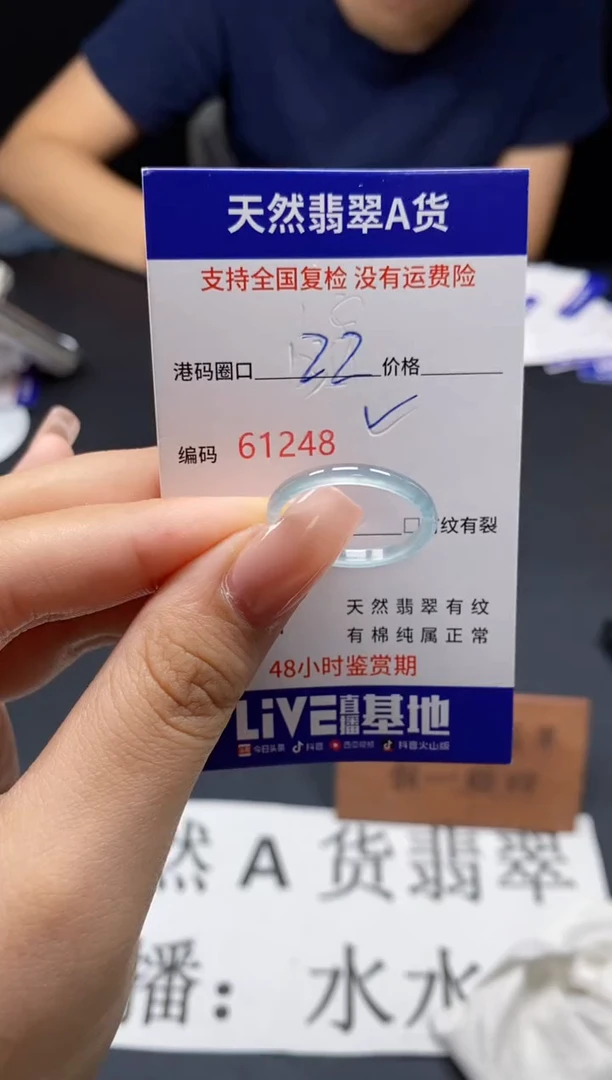 天然翡翠A货
支持全国复检 没有运费险
港码圈口 22 价格
编码 61248
纹有裂
天然翡翠有纹
有棉纯属正常
48小时鉴赏期
LiVE直播基地
今日头条 抖音 西瓜视频 抖音火山版
然A货翡翠
播：水水